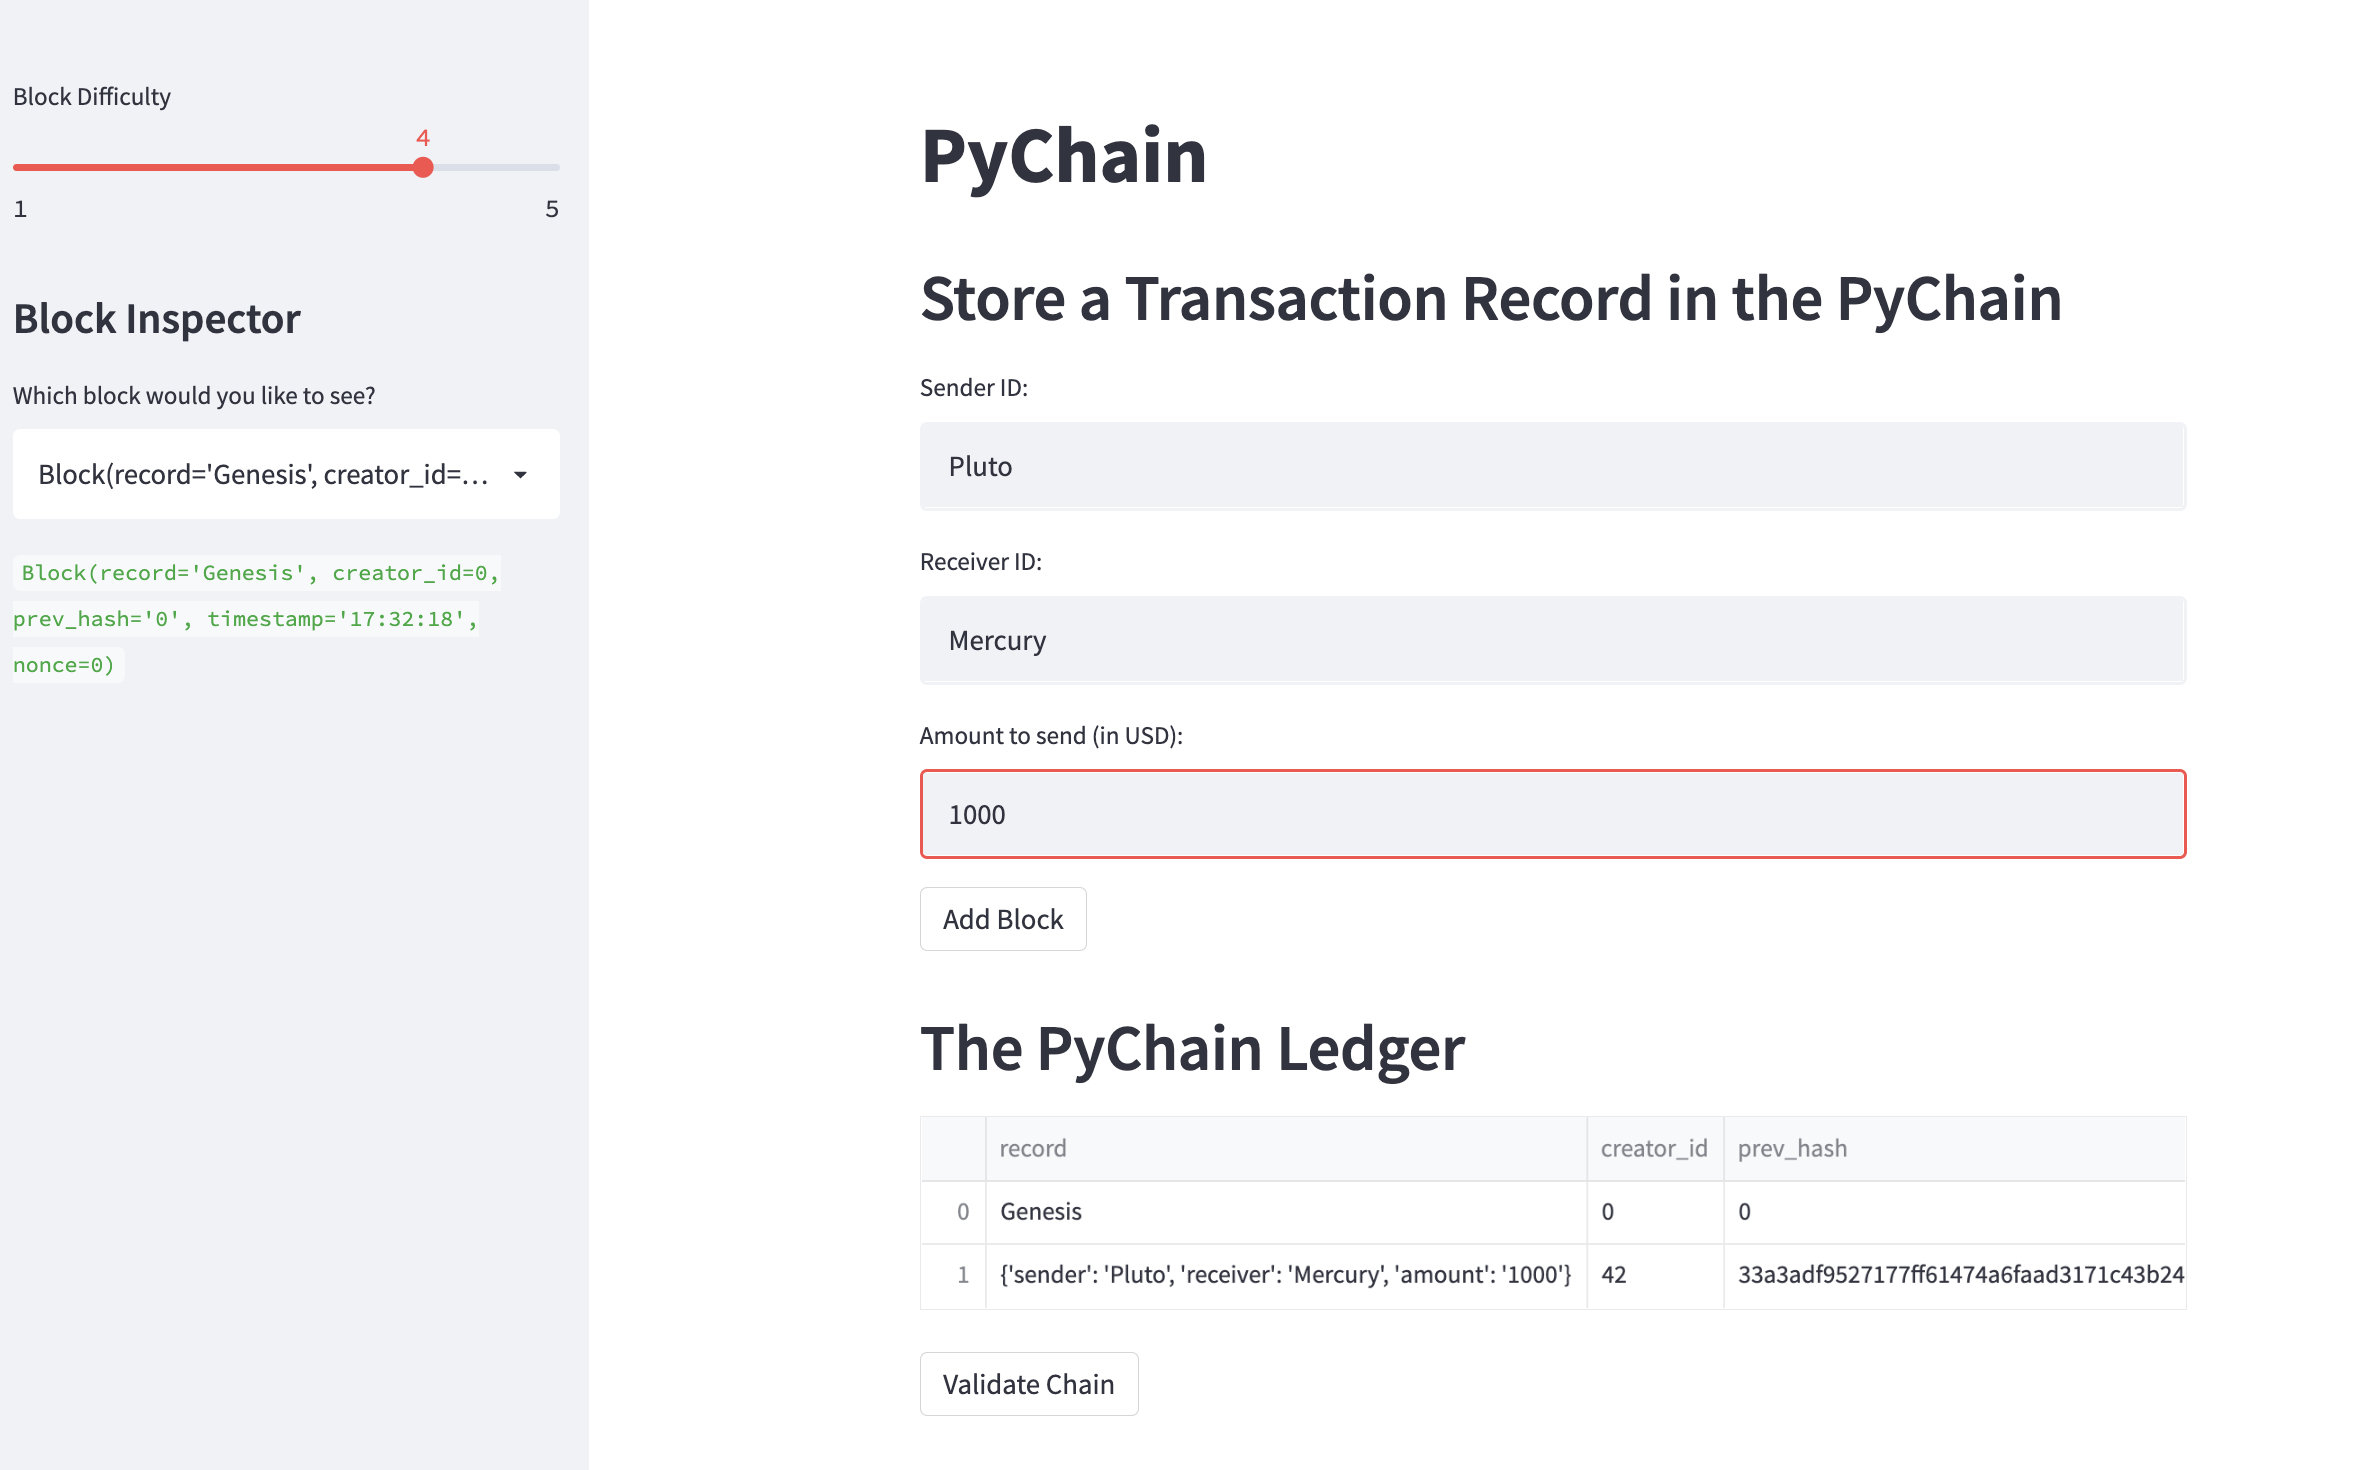 Block Difficulty
4
1 5
Block Inspector
Which block would you like to see?
Block(record='Genesis', creator_id=...
Block(record='Genesis', creator_id=0,
prev_hash='0', timestamp='17:32:18',
nonce=0)
PyChain
Store a Transaction Record in the PyChain
Sender ID:
Pluto
Receiver ID:
Mercury
Amount to send (in USD):
1000
Add Block
The PyChain Ledger
record creator_id prev_hash
0 Genesis 0 0
1 {'sender': 'Pluto', 'receiver': 'Mercury', 'amount': '1000'} 42 33a3adf9527177ff61474a6faad3171c43b24
Validate Chain